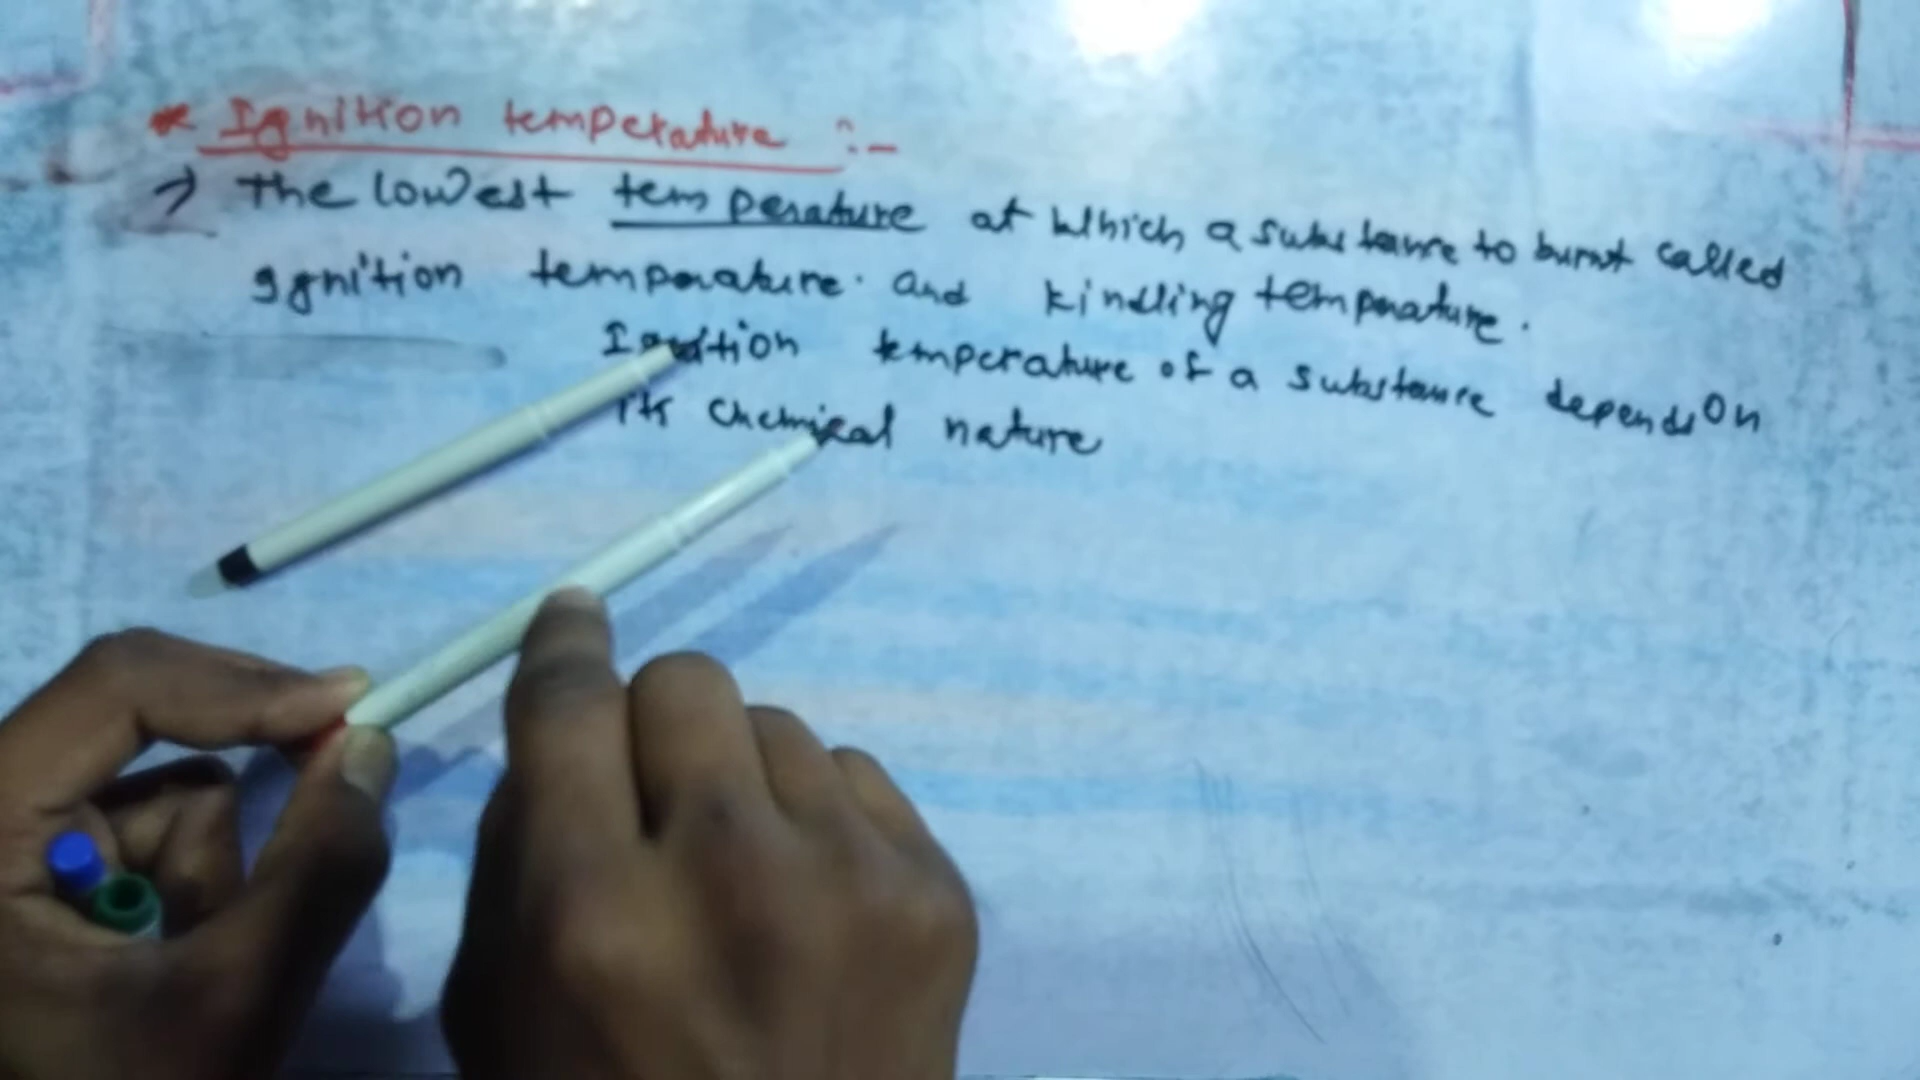 * Ignition temperature :-
→ The lowest temperature at which a substance to burnt called
Ignition temperature. and kindling temperature.
Ignition temperature of a substance depends on
its chemical nature